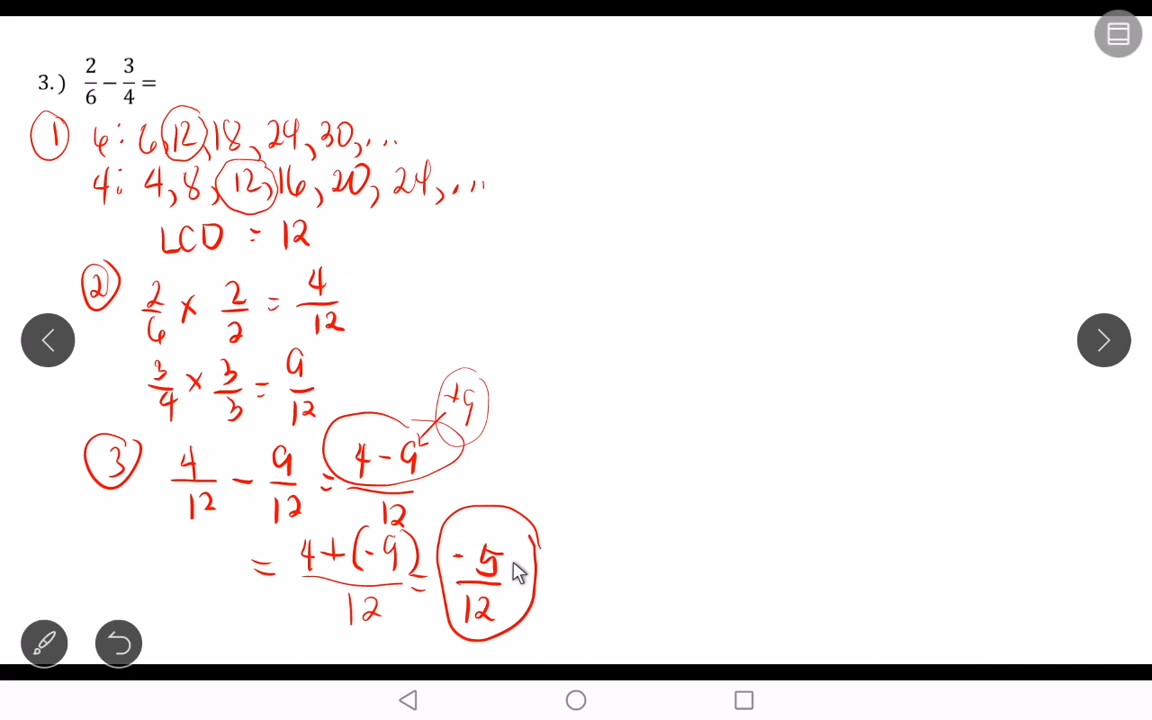 3.) 2/6 − 3/4 =
① 6: 6, 12, 18, 24, 30, ...
4: 4, 8, 12, 16, 20, 24, ...
LCD = 12
② 2/6 × 2/2 = 4/12
3/4 × 3/3 = 9/12
+9
③ 4/12 − 9/12 = 4 − 9/12
= 4 + (-9)/12 = -5/12